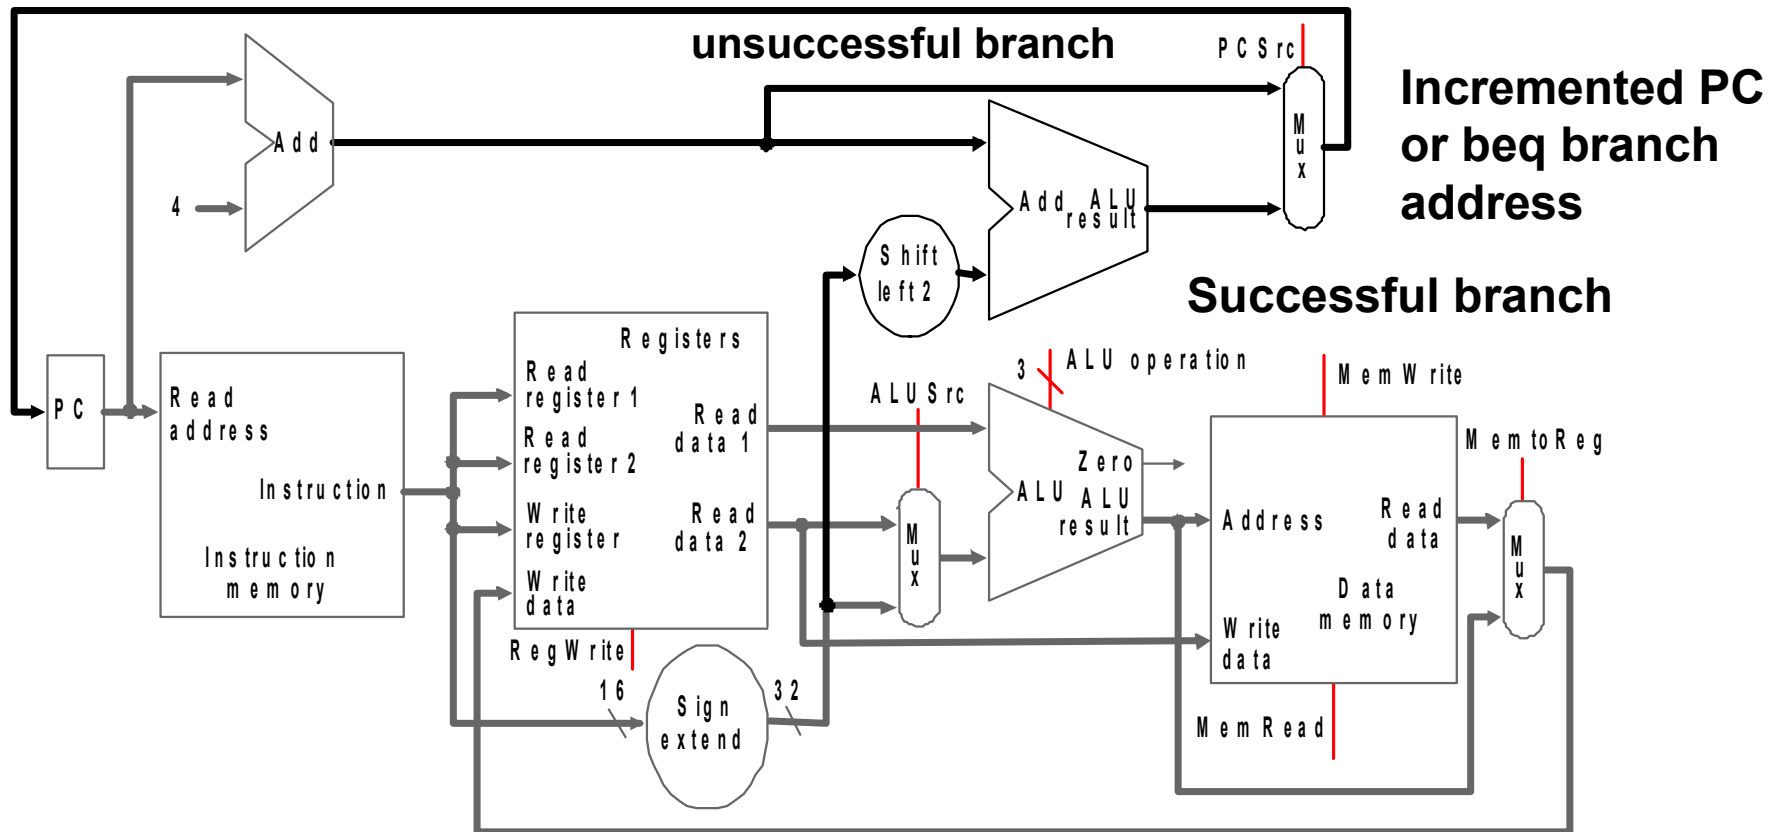 unsuccessful branch
PCSrc
Incremented PC
or beq branch
address
Add
Mux
4
Add ALU
result
Shift
left 2
Successful branch
Registers
ALU operation
3
MemWrite
PC
Read
address
Read
register 1
ALUSrc
Read
data 1
MemtoReg
Read
register 2
Zero
Instruction
ALU
ALU
result
Write
register
Read
data 2
Mux
Address
Read
data
Mux
Instruction
memory
Write
data
Data
memory
RegWrite
Write
data
16
32
Sign
extend
MemRead